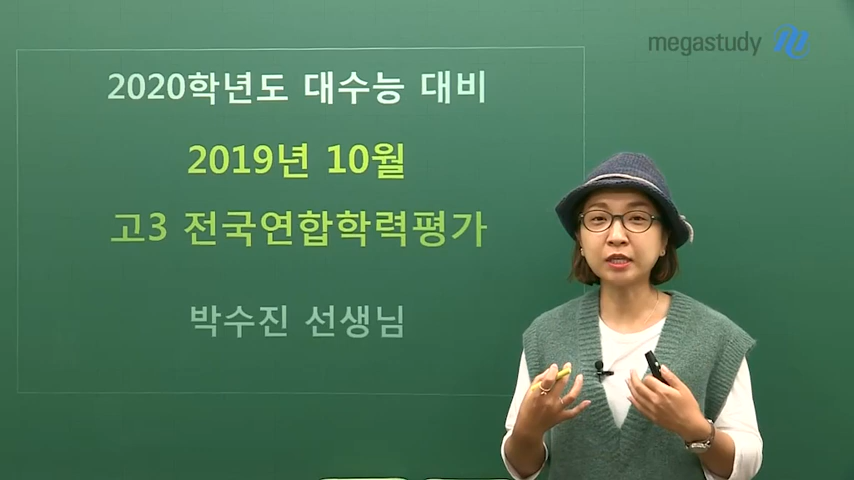 megastudy
2020학년도 대수능 대비
2019년 10월
고3 전국연합학력평가
박수진 선생님